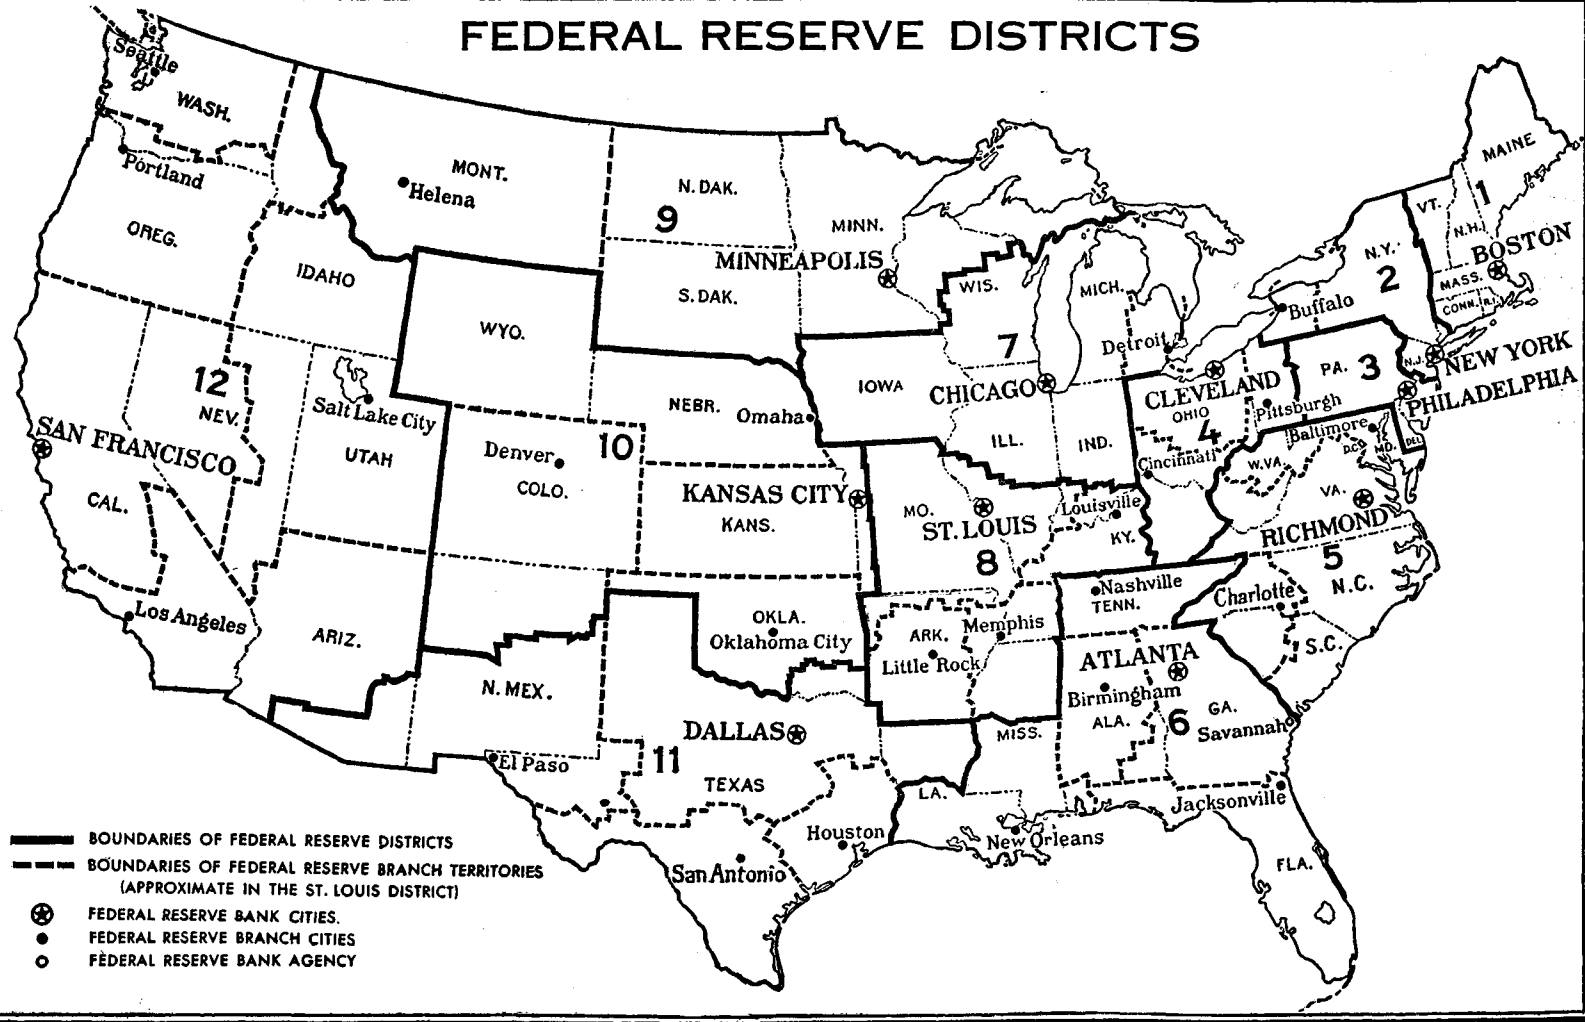 FEDERAL RESERVE DISTRICTS
Seattle
WASH.
Portland
OREG.
MONT.
Helena
IDAHO
WYO.
N. DAK.
9
S. DAK.
MINN.
MINNEAPOLIS
WIS.
7
MICH.
Detroit
MAINE
VT.
1
N.H.
BOSTON
MASS.
CONN.
R.I.
N.Y.
2
Buffalo
12
NEV.
SAN FRANCISCO
CAL.
Los Angeles
Salt Lake City
UTAH
ARIZ.
NEBR.
Omaha
10
Denver
COLO.
KANSAS CITY
KANS.
IOWA
CHICAGO
ILL.
IND.
CLEVELAND
OHIO
4
Cincinnati
Pittsburgh
PA.
3
N.J.
NEW YORK
PHILADELPHIA
Baltimore
D.C.
MD.
DEL.
W.VA.
VA.
RICHMOND
5
N.C.
Charlotte
S.C.
MO.
ST. LOUIS
8
Louisville
KY.
Nashville
TENN.
Memphis
ARK.
Little Rock
OKLA.
Oklahoma City
N. MEX.
El Paso
DALLAS
11
TEXAS
Houston
San Antonio
LA.
New Orleans
MISS.
ATLANTA
Birmingham
ALA.
6
GA.
Savannah
Jacksonville
FLA.
BOUNDARIES OF FEDERAL RESERVE DISTRICTS
BOUNDARIES OF FEDERAL RESERVE BRANCH TERRITORIES
(APPROXIMATE IN THE ST. LOUIS DISTRICT)
FEDERAL RESERVE BANK CITIES.
FEDERAL RESERVE BRANCH CITIES
FEDERAL RESERVE BANK AGENCY